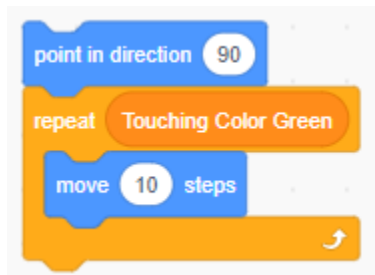 point in direction 90
repeat Touching Color Green
move 10 steps